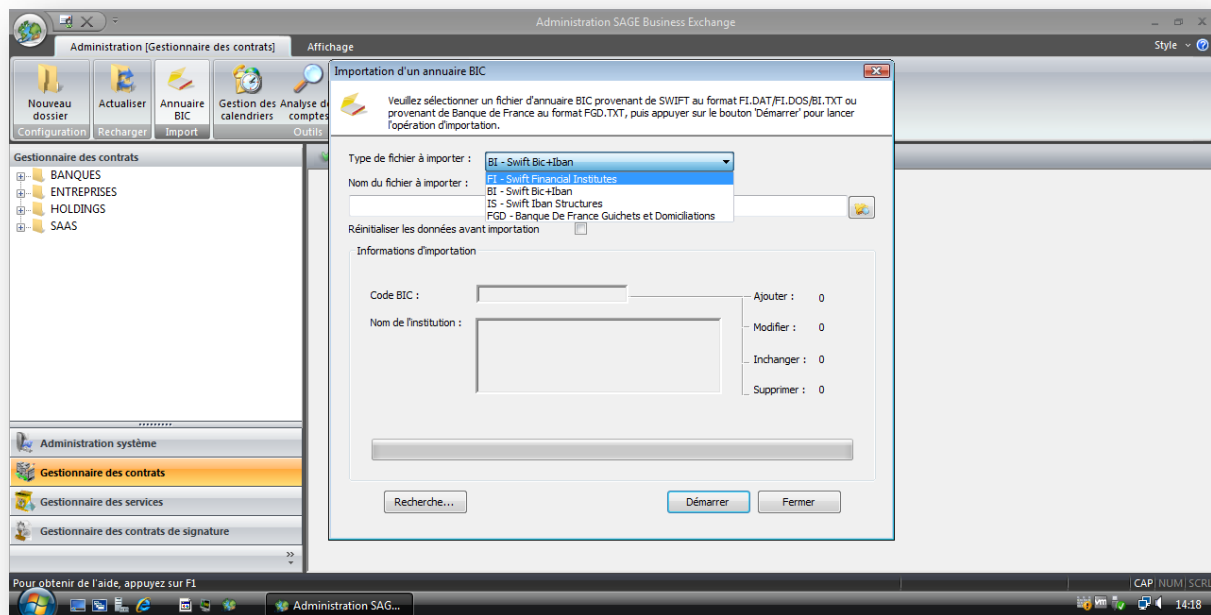 Administration SAGE Business Exchange
Administration [Gestionnaire des contrats]
Affichage
Style
Nouveau dossier
Actualiser
Annuaire BIC
Gestion des calendriers
Analyse d
comptes
Configuration
Recharger
Import
Outils
Gestionnaire des contrats
BANQUES
ENTREPRISES
HOLDINGS
SAAS
Administration système
Gestionnaire des contrats
Gestionnaire des services
Gestionnaire des contrats de signature
Importation d'un annuaire BIC
Veuillez sélectionner un fichier d'annuaire BIC provenant de SWIFT au format FI.DAT/FI.DOS/BI.TXT ou
provenant de Banque de France au format FGD.TXT, puis appuyer sur le bouton 'Démarrer' pour lancer
l'opération d'importation.
Type de fichier à importer :
BI - Swift Bic+Iban
FI - Swift Financial Institutes
BI - Swift Bic+Iban
IS - Swift Iban Structures
FGD - Banque De France Guichets et Domiciliations
Nom du fichier à importer :
Réinitialiser les données avant importation
Informations d'importation
Code BIC :
Nom de l'institution :
Ajouter : 0
Modifier : 0
Inchanger : 0
Supprimer : 0
Recherche...
Démarrer
Fermer
Pour obtenir de l'aide, appuyez sur F1
CAP NUM SCRL
Administration SAG...
14:18